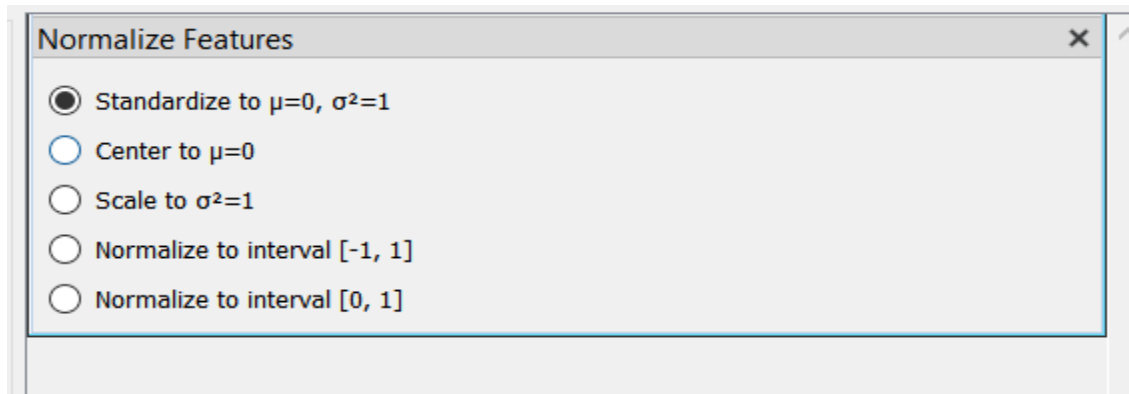 Normalize Features
Standardize to μ=0, σ²=1
Center to μ=0
Scale to σ²=1
Normalize to interval [-1, 1]
Normalize to interval [0, 1]